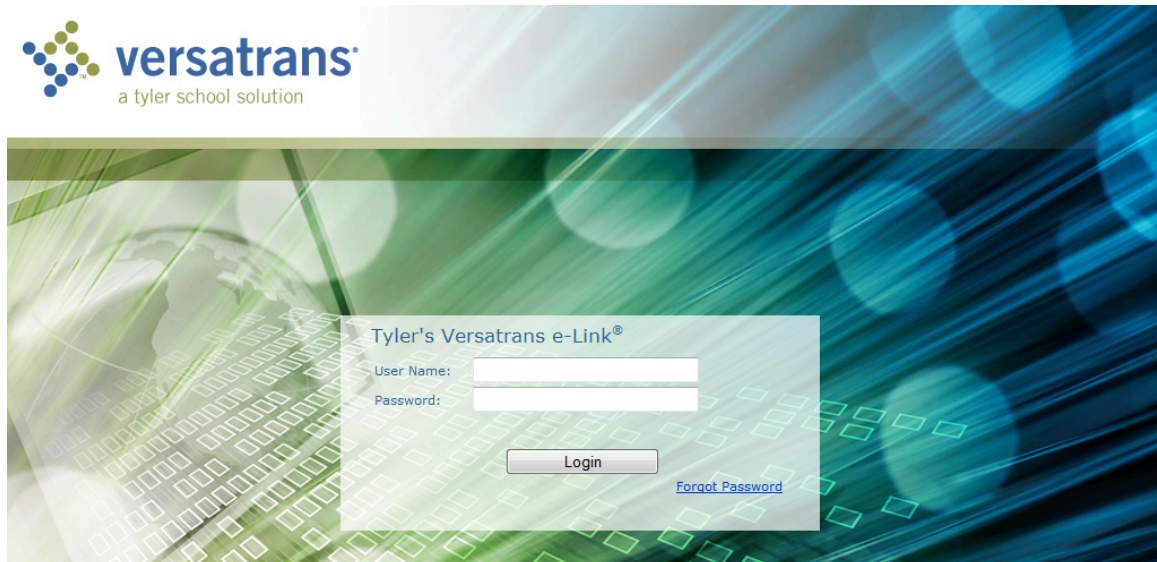 versatrans
a tyler school solution
Tyler's Versatrans e-Link®
User Name:
Password:
Login
Forgot Password